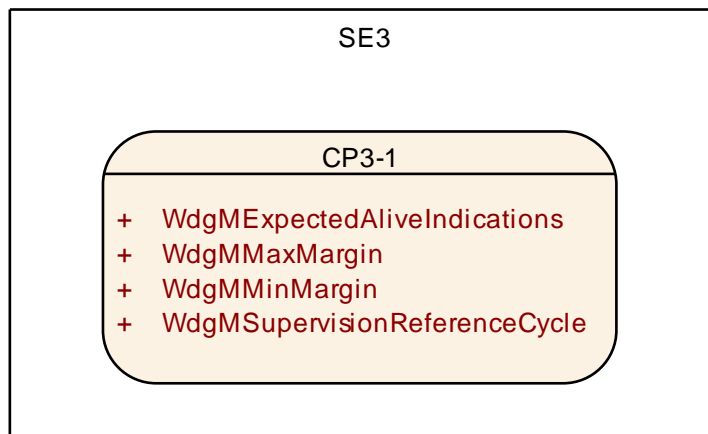 SE3
CP3-1
+ WdgMExpectedAliveIndications
+ WdgMMaxMargin
+ WdgMMinMargin
+ WdgMSupervisionReferenceCycle